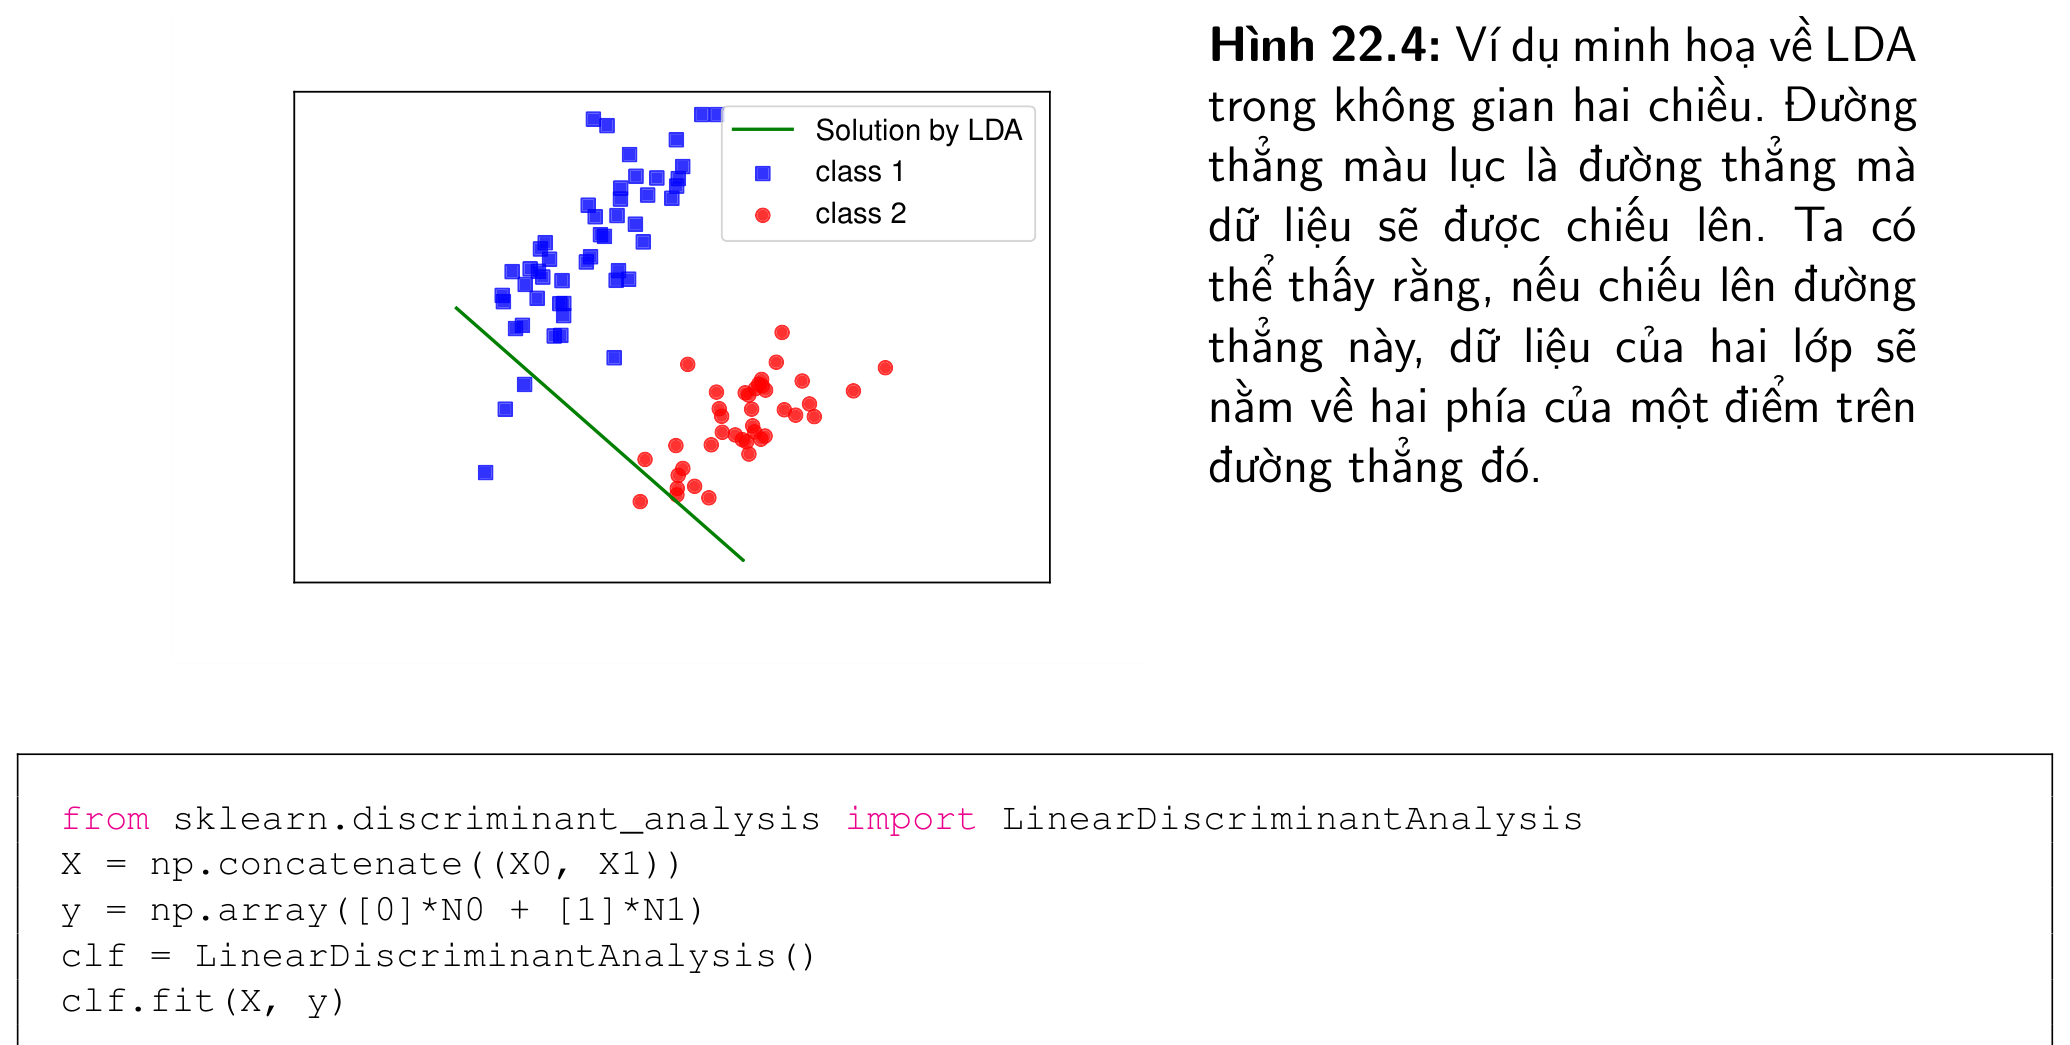 Solution by LDA
class 1
class 2
Hình 22.4: Ví dụ minh hoạ về LDA
trong không gian hai chiều. Đường
thẳng màu lục là đường thẳng mà
dữ liệu sẽ được chiếu lên. Ta có
thể thấy rằng, nếu chiếu lên đường
thẳng này, dữ liệu của hai lớp sẽ
nằm về hai phía của một điểm trên
đường thẳng đó.
from sklearn.discriminant_analysis import LinearDiscriminantAnalysis
X = np.concatenate((X0, X1))
y = np.array([0]*N0 + [1]*N1)
clf = LinearDiscriminantAnalysis()
clf.fit(X, y)